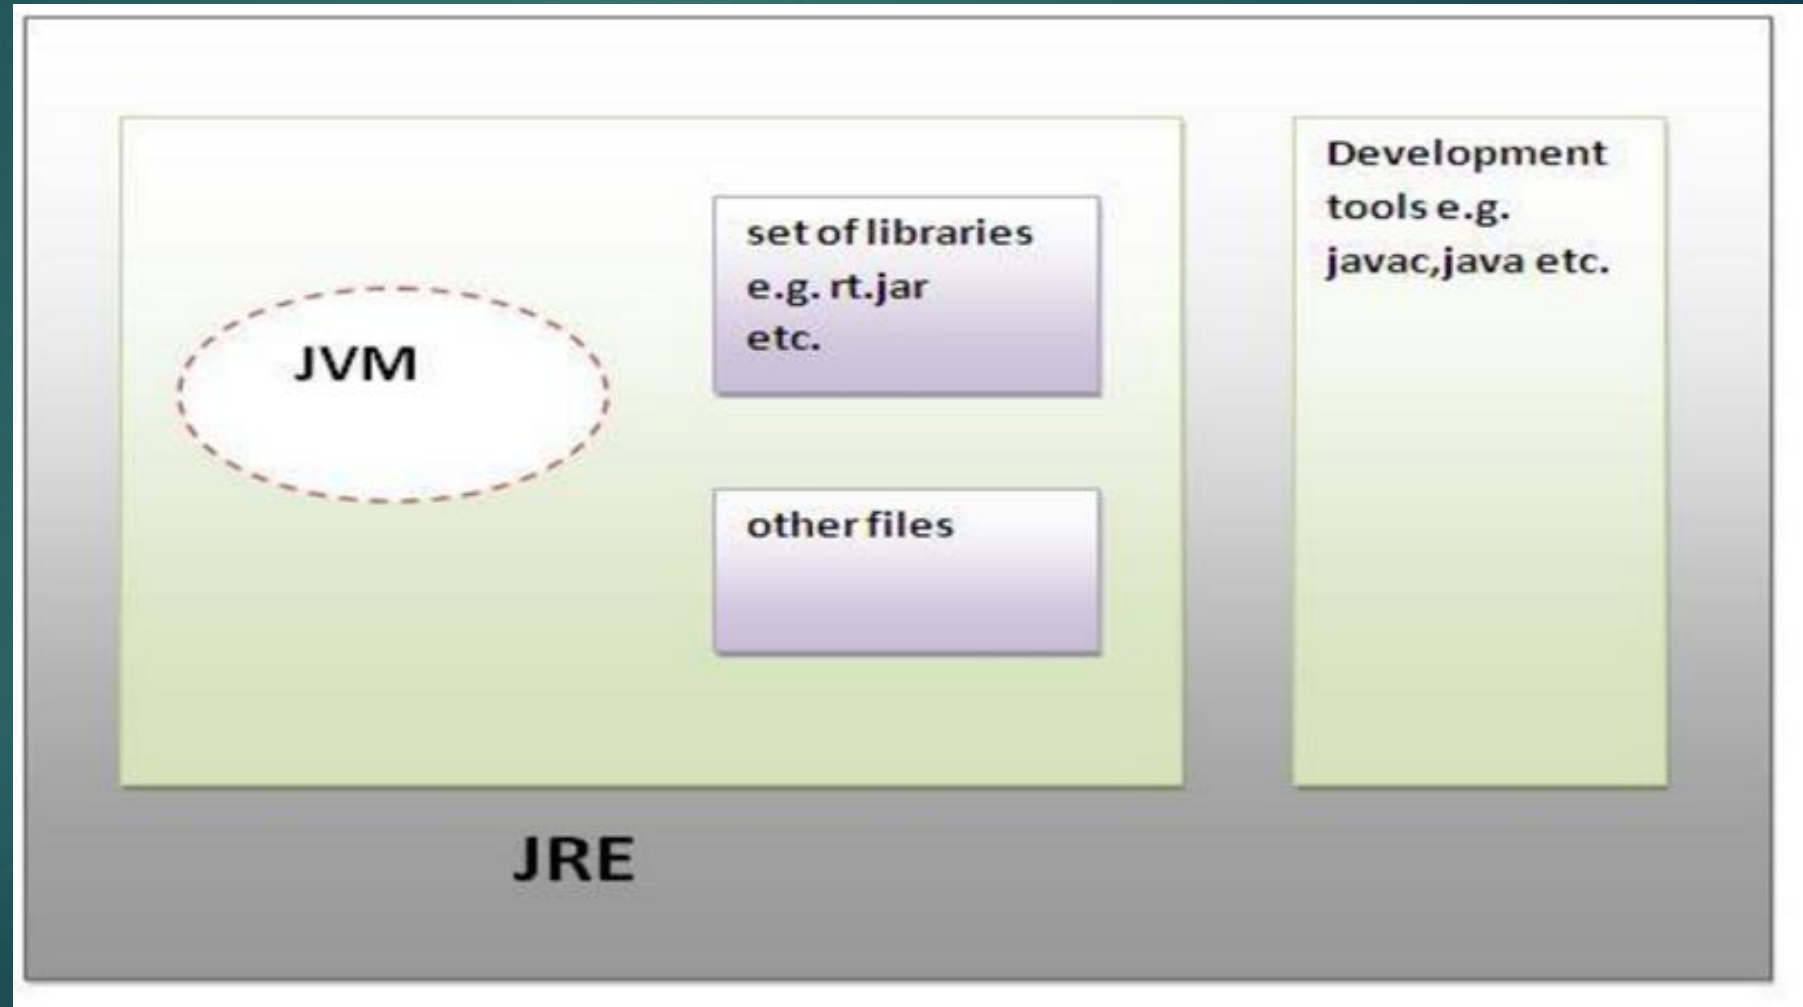 JVM
set of libraries
e.g. rt.jar
etc.
other files
Development
tools e.g.
javac,java etc.
JRE